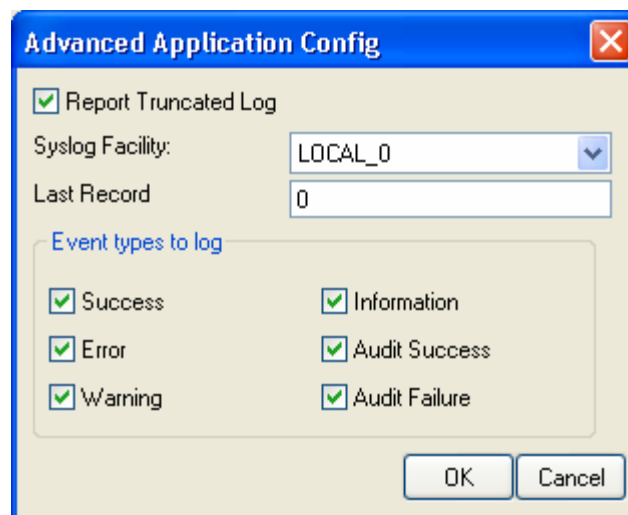 Advanced Application Config
Report Truncated Log
Syslog Facility: LOCAL_0
Last Record 0
Event types to log
Success Information
Error Audit Success
Warning Audit Failure
OK Cancel